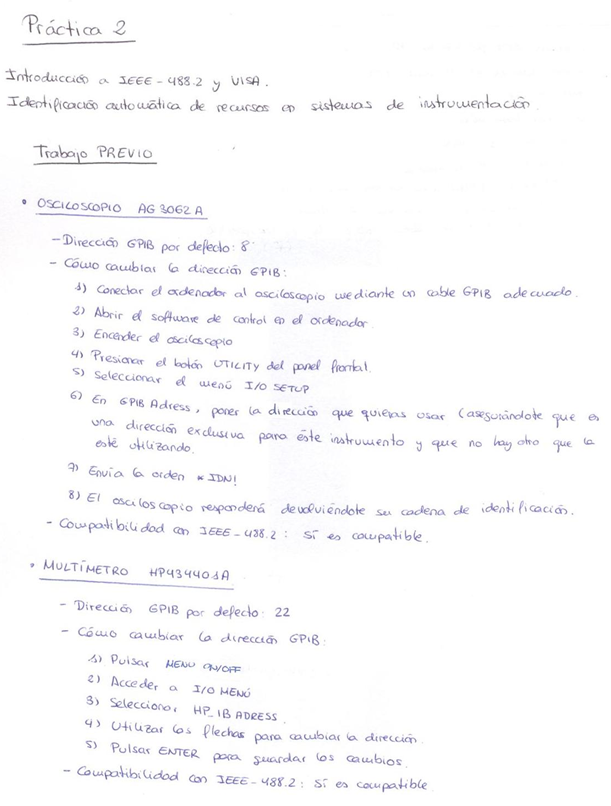 Práctica 2
Introducción a IEEE-488.2 y VISA.
Identificación automática de recursos en sistemas de instrumentación.
Trabajo PREVIO
• OSCILOSCOPIO AG3062A
- Dirección GPIB por defecto: 8
- Cómo cambiar la dirección GPIB:
1) Conectar el ordenador al osciloscopio mediante un cable GPIB adecuado.
2) Abrir el software de control en el ordenador.
3) Encender el osciloscopio
4) Presionar el botón UTILITY del panel frontal.
5) Seleccionar el menú I/O SETUP
6) En GPIB Adress, poner la dirección que quieras usar (asegurándote que es
una dirección exclusiva para éste instrumento y que no hay otro que la
esté utilizando.
7) Envía la orden *IDN!
8) El osciloscopio responderá devolviéndote su cadena de identificación.
- Compatibilidad con IEEE-488.2: Sí es compatible.
• MULTÍMETRO HP434401A
- Dirección GPIB por defecto: 22
- Cómo cambiar la dirección GPIB:
1) Pulsar MENU ON/OFF
2) Acceder a I/O MENÚ
3) Seleccionar HP_IB ADRESS.
4) Utilizar las flechas para cambiar la dirección.
5) Pulsar ENTER para guardar los cambios.
- Compatibilidad con IEEE-488.2: Sí es compatible.